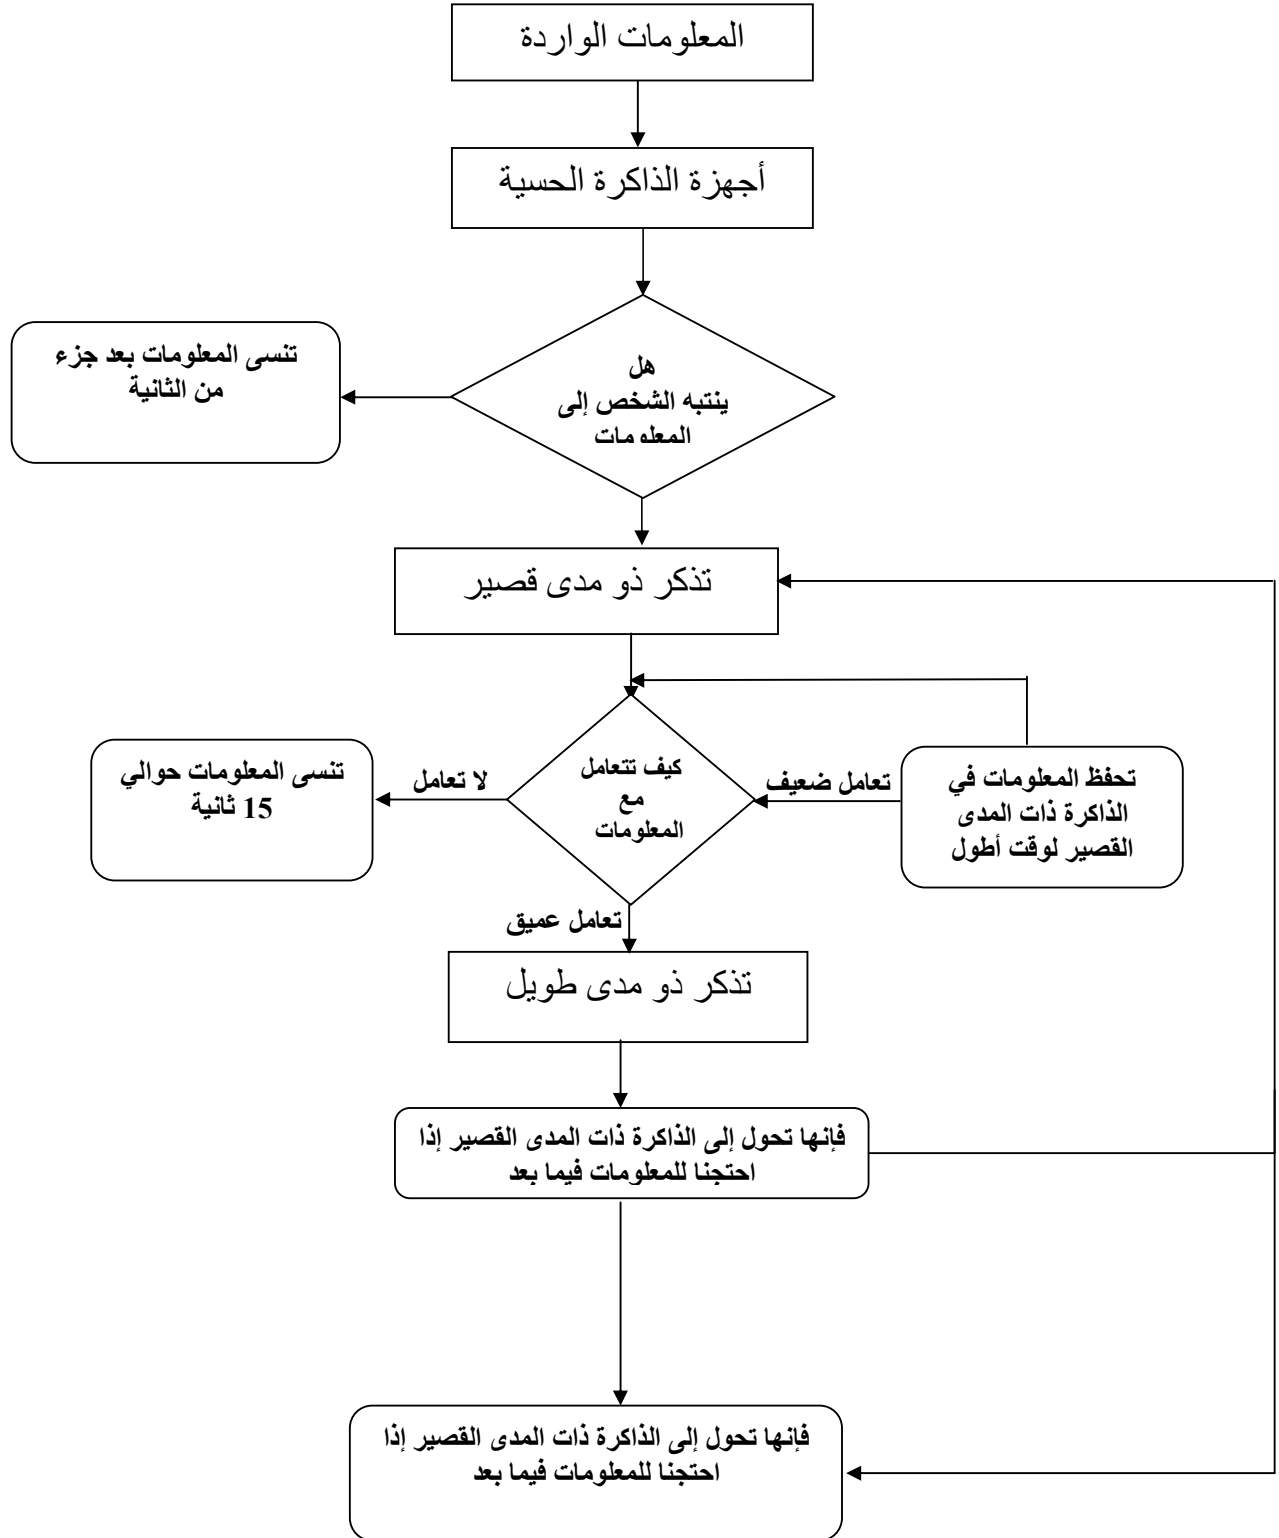 المعلومات الواردة
أجهزة الذاكرة الحسية
هل
ينتبه الشخص إلى
المعلومات
تنسى المعلومات بعد جزء
من الثانية
تذكر ذو مدى قصير
كيف تتعامل
مع
المعلومات
تعامل ضعيف
تحفظ المعلومات في
الذاكرة ذات المدى
القصير لوقت أطول
لا تعامل
تنسى المعلومات حوالي
15 ثانية
تعامل عميق
تذكر ذو مدى طويل
فإنها تحول إلى الذاكرة ذات المدى القصير إذا
احتجنا للمعلومات فيما بعد
فإنها تحول إلى الذاكرة ذات المدى القصير إذا
احتجنا للمعلومات فيما بعد